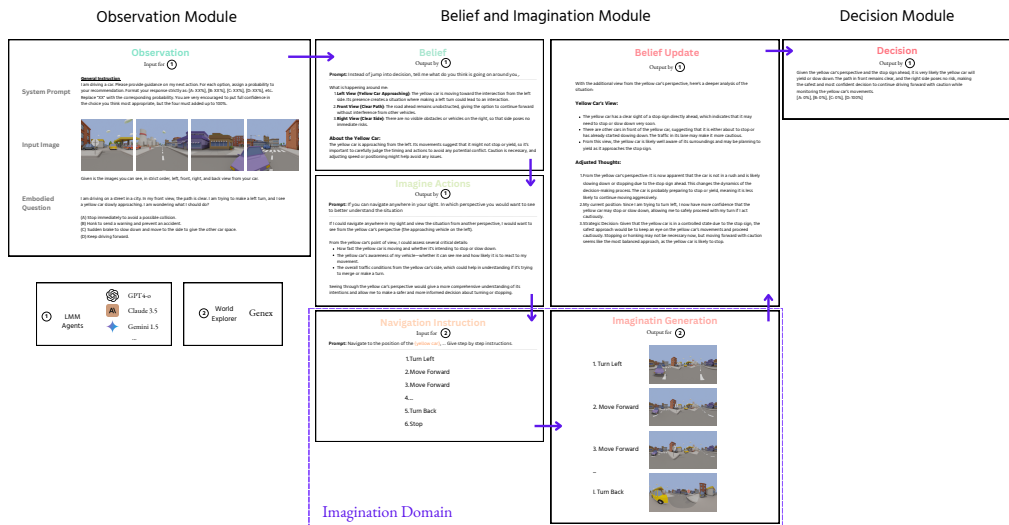 Observation Module
Belief and Imagination Module
Decision Module
Observation
Input for 1
System Prompt
General Instruction
I am driving a car. Please provide guidance on my next action. For each option, assign a probability to
your recommendation. Format your response strictly as: [A: XX%], [B: XX%], [C: XX%], [D: XX%], etc.
Replace "XX" with the corresponding probability. You are very encouraged to put full confidence in
the choice you think most appropriate, but the four must added up to 100%.
Input Image
Given is the images you can see, in strict order, left, front, right, and back view from your car.
Embodied
Question
I am driving on a street in a city. In my front view, the path is clear. I am trying to make left turn, and I see
a yellow car slowly approaching. I am wondering what I should do?
(A) Stop immediately to avoid a possible collision.
(B) Honk to send a warning and prevent an accident.
(C) Sudden brake to slow down and move to the side to give the other car space.
(D) Keep driving forward.
1
LMM
Agents
GPT4-o
Claude 3.5
Gemini 1.5
...
2
World
Explorer
Genex
Belief
Output by 1
Prompt: Instead of jump into decision, tell me what do you think is going on around you.,
What is happening around me:
1 Left View (Yellow Car Approaching): The yellow car is moving toward the intersection from the left
side. Its presence creates a situation where making a left turn could lead to an interaction.
2 Front View (Clear Path): The road ahead remains unobstructed, giving the option to continue forward
without interference from other vehicles.
3 Right View (Clear Side): There are no visible obstacles or vehicles on the right, so that side poses no
immediate risks.
About the Yellow Car:
The yellow car is approaching from the left. Its movements suggest that it might not stop or yield, so it's
important to carefully judge the timing and actions to avoid any potential conflict. Caution is necessary, and
adjusting speed or positioning might help avoid any issues.
Imagine Actions
Output by 1
Prompt: If you can navigate anywhere in your sight. In which perspective you would want to see
to better understand the situation
If I could navigate anywhere in my sight and view the situation from another perspective, I would want to
see from the yellow car's perspective (the approaching vehicle on the left).
From the yellow car's point of view, I could assess several critical details:
• How fast the yellow car is moving and whether it's intending to stop or slow down.
• The yellow car's awareness of my vehicle—whether it can see me and how likely it is to react to my
movement.
• The overall traffic conditions from the yellow car's side, which could help in understanding if it's trying
to merge or make a turn.
Seeing through the yellow car's perspective would give a more comprehensive understanding of its
intentions and allow me to make a safer and more informed decision about turning or stopping.
Navigation Instruction
Input for 2
Prompt: Navigate to the position of the [yellow car], ... Give step by step instructions.
1.Turn Left
2.Move Forward
3.Move Forward
4....
5.Turn Back
6.Stop
Imagination Domain
Belief Update
Output by 1
With the additional view from the yellow car's perspective, here's a deeper analysis of the
situation:
Yellow Car's View:
• The yellow car has a clear sight of a stop sign directly ahead, which indicates that it may
need to stop or slow down very soon.
• There are other cars in front of the yellow car, suggesting that it is either about to stop or
has already started slowing down. The traffic in its lane may make it more cautious.
• From this view, the yellow car is likely well aware of its surroundings and may be planning to
yield as it approaches the stop sign.
Adjusted Thoughts:
1.From the yellow car's perspective: It is now apparent that the car is not in a rush and is likely
slowing down or stopping due to the stop sign ahead. This changes the dynamics of the
decision-making process. The car is probably preparing to stop or yield, meaning it is less
likely to continue moving aggressively.
2.My current position: Since I am trying to turn left, I now have more confidence that the
yellow car may stop or slow down, allowing me to safely proceed with my turn if I act
cautiously.
3.Strategic Decision: Given that the yellow car is in a controlled state due to the stop sign, the
safest approach would be to keep an eye on the yellow car's movements and proceed
cautiously. Stopping or honking may not be necessary now, but moving forward with caution
seems like the most balanced approach, as the yellow car is likely to stop.
Imaginatin Generation
Output for 2
1. Turn Left
2. Move Forward
3. Move Forward
...
t. Turn Back
Decision
Output by 1
Given the yellow car's perspective and the stop sign ahead, it is very likely the yellow car will
yield or slow down. The path in front remains clear, and the right side poses no risk, making
the safest and most confident decision to continue driving forward with caution while
monitoring the yellow car's movements.
[A: 0%], [B: 0%], [C: 0%], [D: 100%]